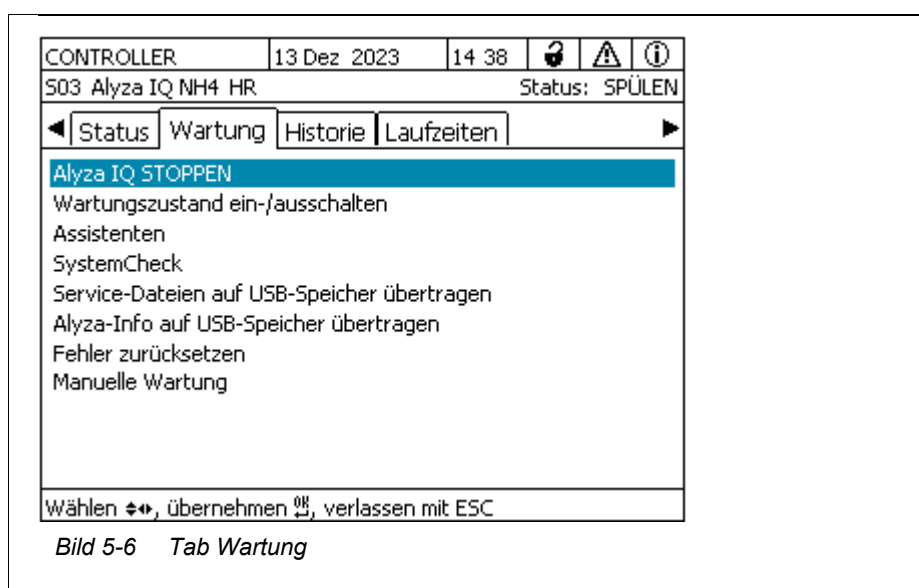 CONTROLLER 13 Dez 2023 14 38
S03 Alyza IQ NH4 HR Status: SPÜLEN
Status Wartung Historie Laufzeiten
Alyza IQ STOPPEN
Wartungszustand ein-/ausschalten
Assistenten
SystemCheck
Service-Dateien auf USB-Speicher übertragen
Alyza-Info auf USB-Speicher übertragen
Fehler zurücksetzen
Manuelle Wartung
Wählen, übernehmen OK, verlassen mit ESC
Bild 5-6 Tab Wartung